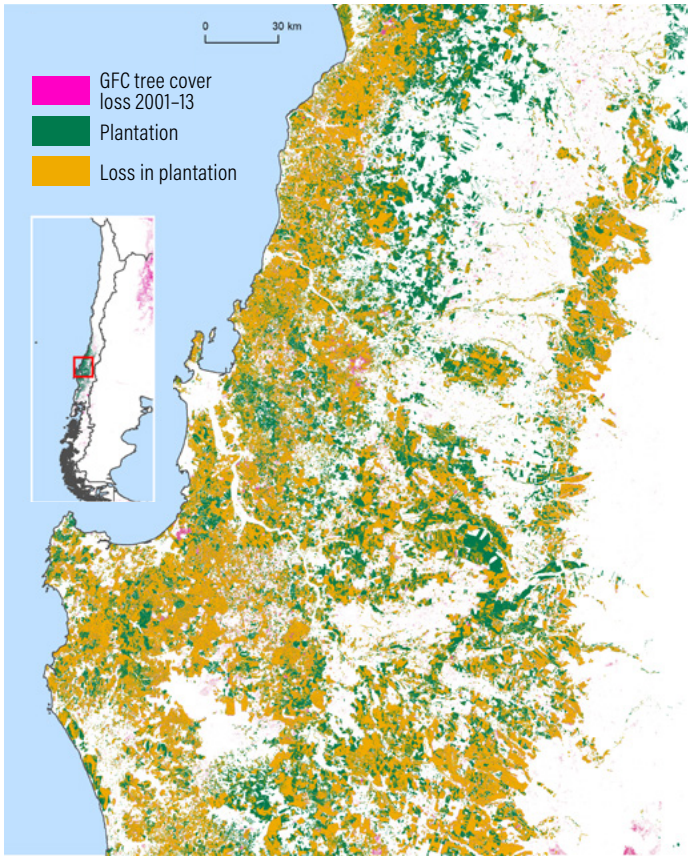 0 30 km
GFC tree cover
loss 2001–13
Plantation
Loss in plantation